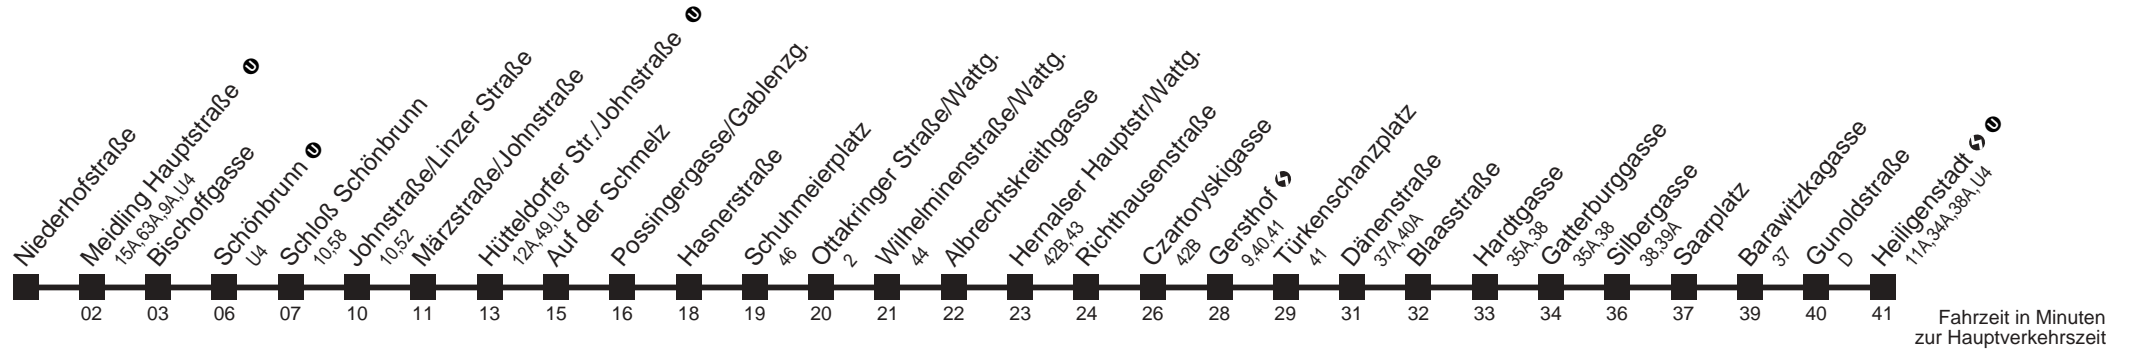 Niederhofstraße
Meidling Hauptstraße U
15A,63A,9A,U4
Bischoffgasse
Schönbrunn U
U4
Schloß Schönbrunn
10,58
Johnstraße/Linzer Straße
10,52
Märzstraße/Johnstraße
Hütteldorfer Str./Johnstraße U
12A,49,U3
Auf der Schmelz
Possingergasse/Gablenzg.
Hasnerstraße
Schuhmeierplatz
46
Ottakringer Straße/Wattg.
2
Wilhelminenstraße/Wattg.
44
Albrechtskreithgasse
Hernalser Hauptstr/Wattg.
42B,43
Richthausenstraße
Czartoryskigasse
42B
Gersthof S
9,40,41
Türkenschanzplatz
41
Dänenstraße
37A,40A
Blaasstraße
Hardtgasse
35A,38
Gatterburggasse
35A,38
Silbergasse
38,39A
Saarplatz
Barawitzkagasse
37
Gunoldstraße
D
Heiligenstadt S U
11A,34A,38A,U4
02 03 06 07 10 11 13 15 16 18 19 20 21 22 23 24 26 28 29 31 32 33 34 36 37 39 40 41
Fahrzeit in Minuten
zur Hauptverkehrszeit